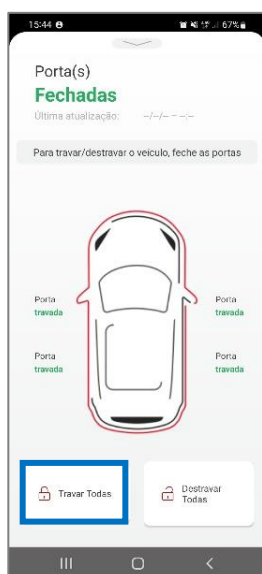 15:44
67%
Porta(s)
Fechadas
Última atualização: --/--/-- – --:--
Para travar/destravar o veículo, feche as portas
Porta
travada
Porta
travada
Porta
travada
Porta
travada
Travar Todas
Destravar
Todas